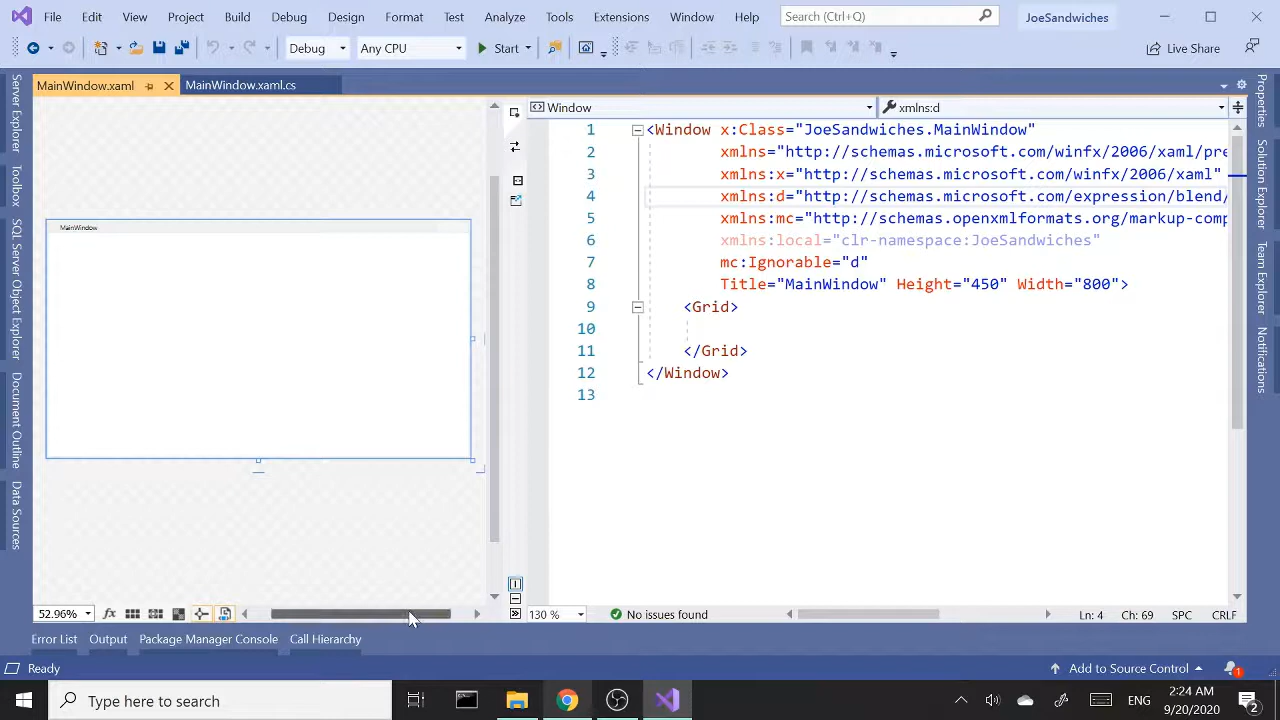 File Edit View Project Build Debug Design Format Test Analyze Tools Extensions Window Help Search (Ctrl+Q) JoeSandwiches
Debug Any CPU Start Live Share
MainWindow.xaml MainWindow.xaml.cs
Server Explorer
Toolbox
SQL Server Object Explorer
Document Outline
Data Sources
MainWindow
Window xmlns:d
1 <Window x:Class="JoeSandwiches.MainWindow"
2 xmlns="http://schemas.microsoft.com/winfx/2006/xaml/pre
3 xmlns:x="http://schemas.microsoft.com/winfx/2006/xaml"
4 xmlns:d="http://schemas.microsoft.com/expression/blend/
5 xmlns:mc="http://schemas.openxmlformats.org/markup-comp
6 xmlns:local="clr-namespace:JoeSandwiches"
7 mc:Ignorable="d"
8 Title="MainWindow" Height="450" Width="800">
9 <Grid>
10
11 </Grid>
12 </Window>
13
Properties
Solution Explorer
Team Explorer
Notifications
52.96% fx 130 % No issues found Ln: 4 Ch: 69 SPC CRLF
Error List Output Package Manager Console Call Hierarchy
Ready Add to Source Control 1
Type here to search ENG
9/20/2020 2